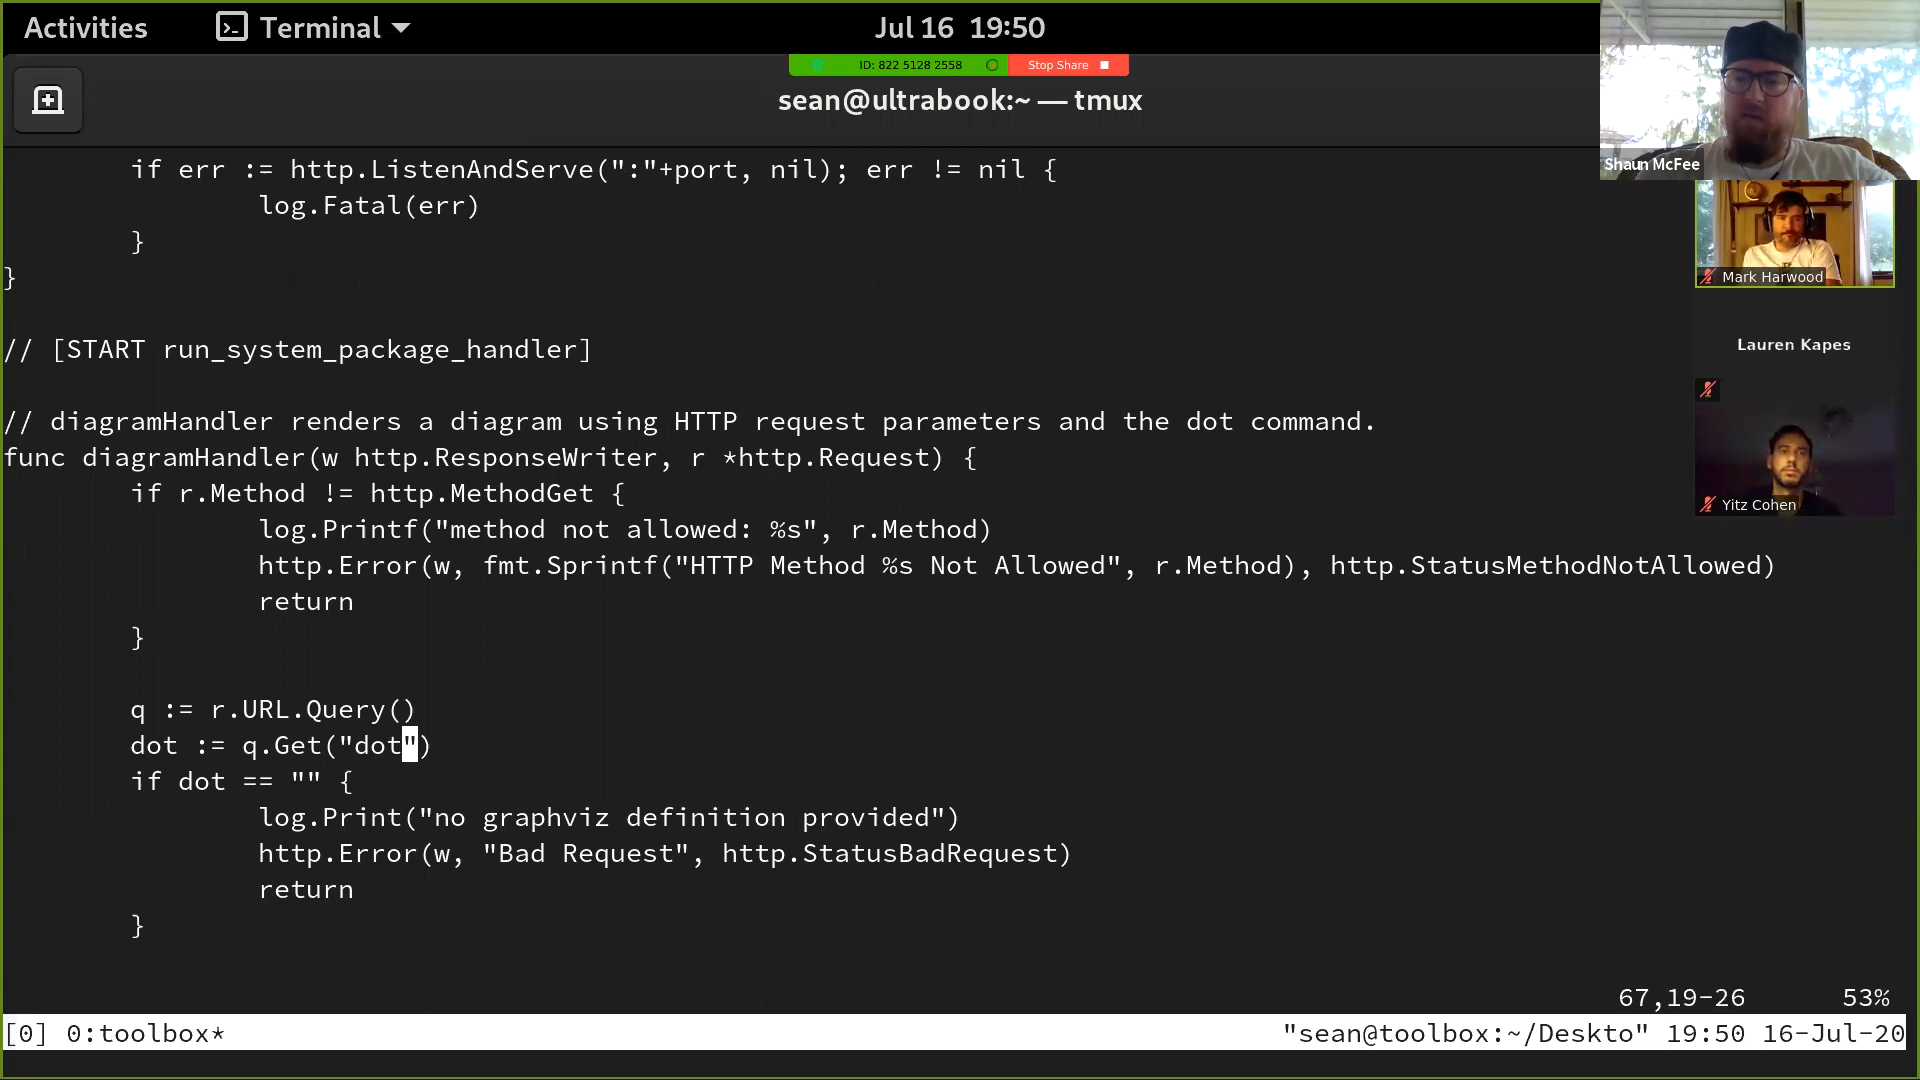 Activities Terminal Jul 16 19:50
ID: 822 5128 2558 Stop Share
sean@ultrabook:~ — tmux
Shaun McFee
Mark Harwood
Lauren Kapes
Yitz Cohen
if err := http.ListenAndServe(":"+port, nil); err != nil {
log.Fatal(err)
}
}
// [START run_system_package_handler]
// diagramHandler renders a diagram using HTTP request parameters and the dot command.
func diagramHandler(w http.ResponseWriter, r *http.Request) {
if r.Method != http.MethodGet {
log.Printf("method not allowed: %s", r.Method)
http.Error(w, fmt.Sprintf("HTTP Method %s Not Allowed", r.Method), http.StatusMethodNotAllowed)
return
}
q := r.URL.Query()
dot := q.Get("dot")
if dot == "" {
log.Print("no graphviz definition provided")
http.Error(w, "Bad Request", http.StatusBadRequest)
return
}
67,19-26 53%
[0] 0:toolbox* "sean@toolbox:~/Deskto" 19:50 16-Jul-20